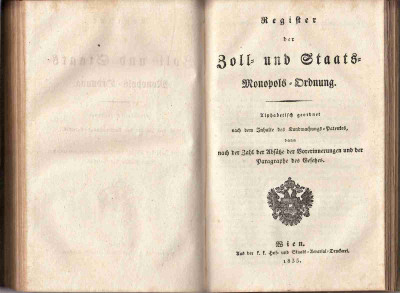 Register
der
Zoll- und Staats-
Monopols-Ordnung.
Alphabetisch geordnet
nach dem Inhalte des Kundmachungs-Patentes,
dann
nach der Zahl der Absätze der Vorerinnerungen und der
Paragraphe des Gesetzes.
Wien.
Aus der k. k. Hof- und Staats-Aerarial-Druckerei.
1835.